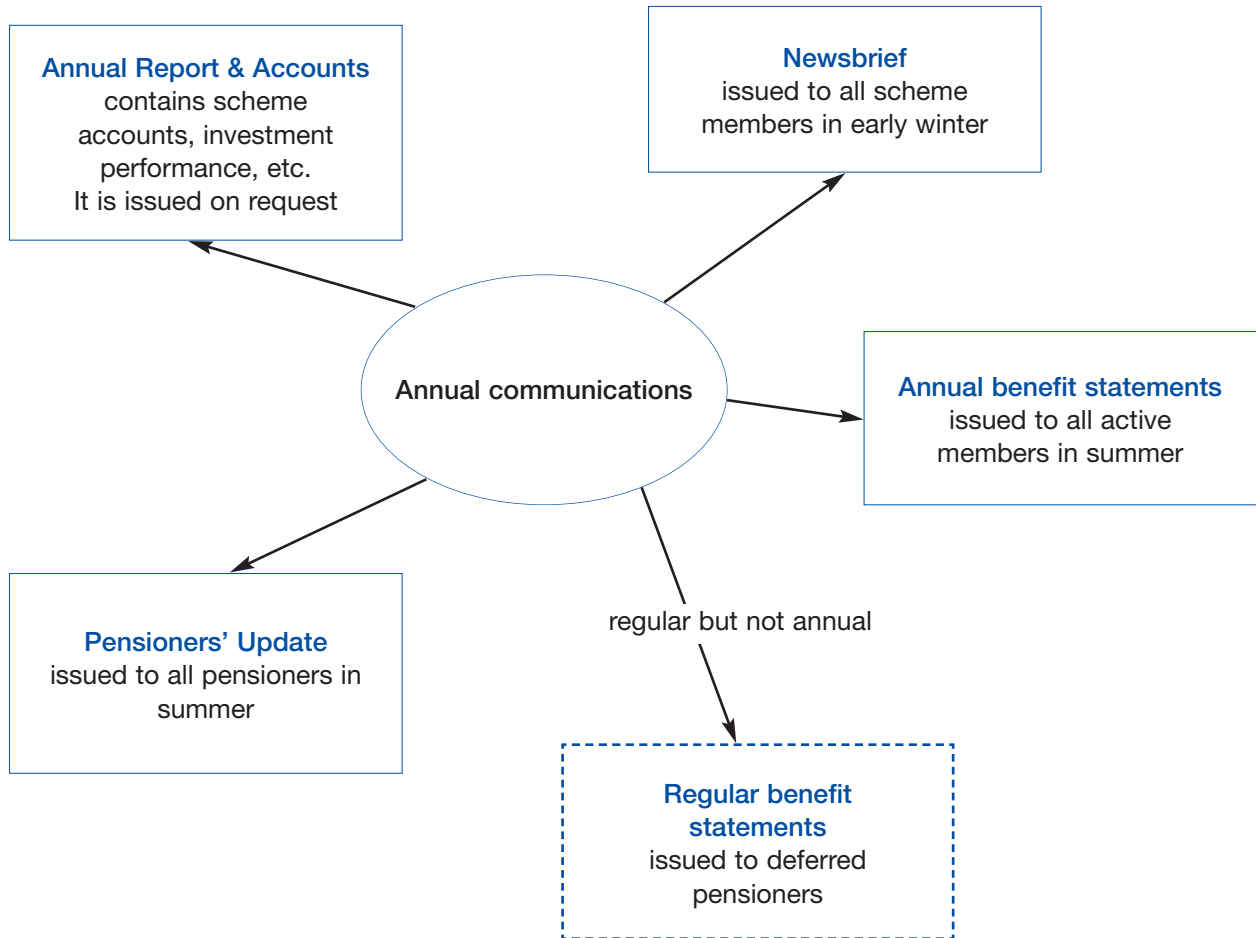 Annual Report & Accounts
contains scheme
accounts, investment
performance, etc.
It is issued on request
Newsbrief
issued to all scheme
members in early winter
Annual communications
Annual benefit statements
issued to all active
members in summer
Pensioners’ Update
issued to all pensioners in
summer
regular but not annual
Regular benefit
statements
issued to deferred
pensioners